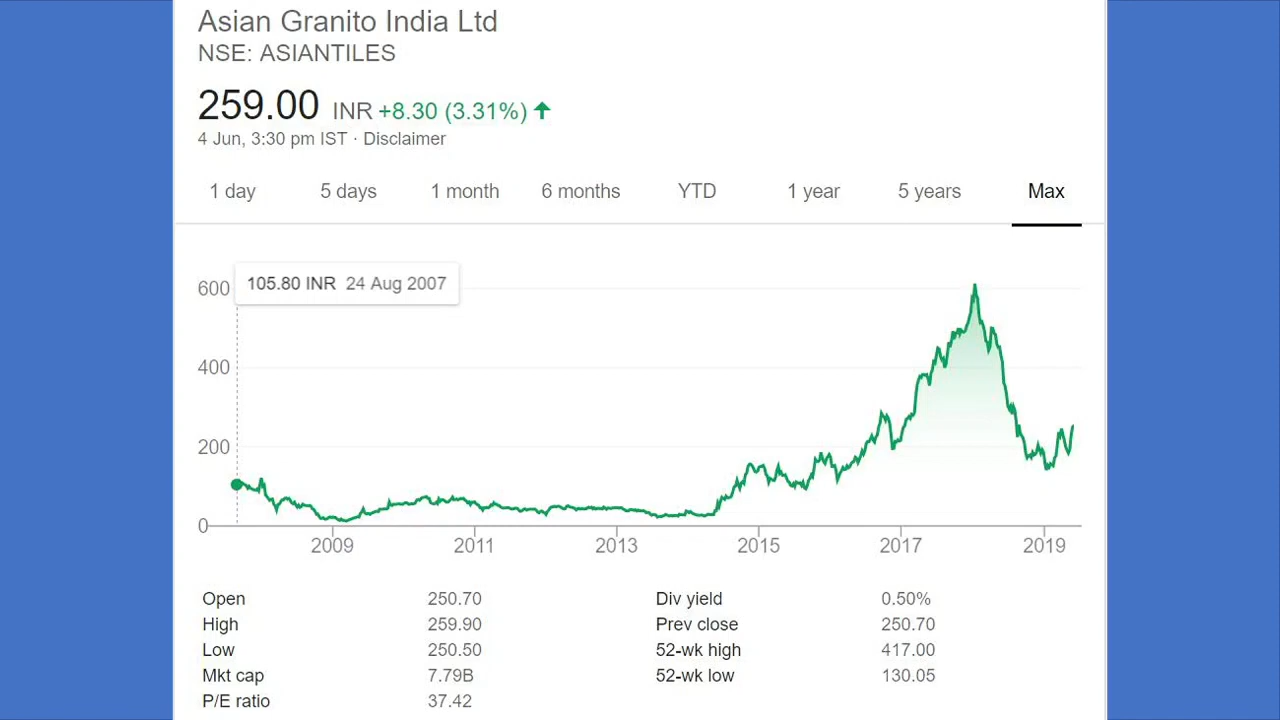 Asian Granito India Ltd
NSE: ASIANTILES
259.00 INR +8.30 (3.31%)
4 Jun, 3:30 pm IST · Disclaimer
1 day 5 days 1 month 6 months YTD 1 year 5 years Max
105.80 INR 24 Aug 2007
600
400
200
0
2009 2011 2013 2015 2017 2019
Open 250.70 Div yield 0.50%
High 259.90 Prev close 250.70
Low 250.50 52-wk high 417.00
Mkt cap 7.79B 52-wk low 130.05
P/E ratio 37.42